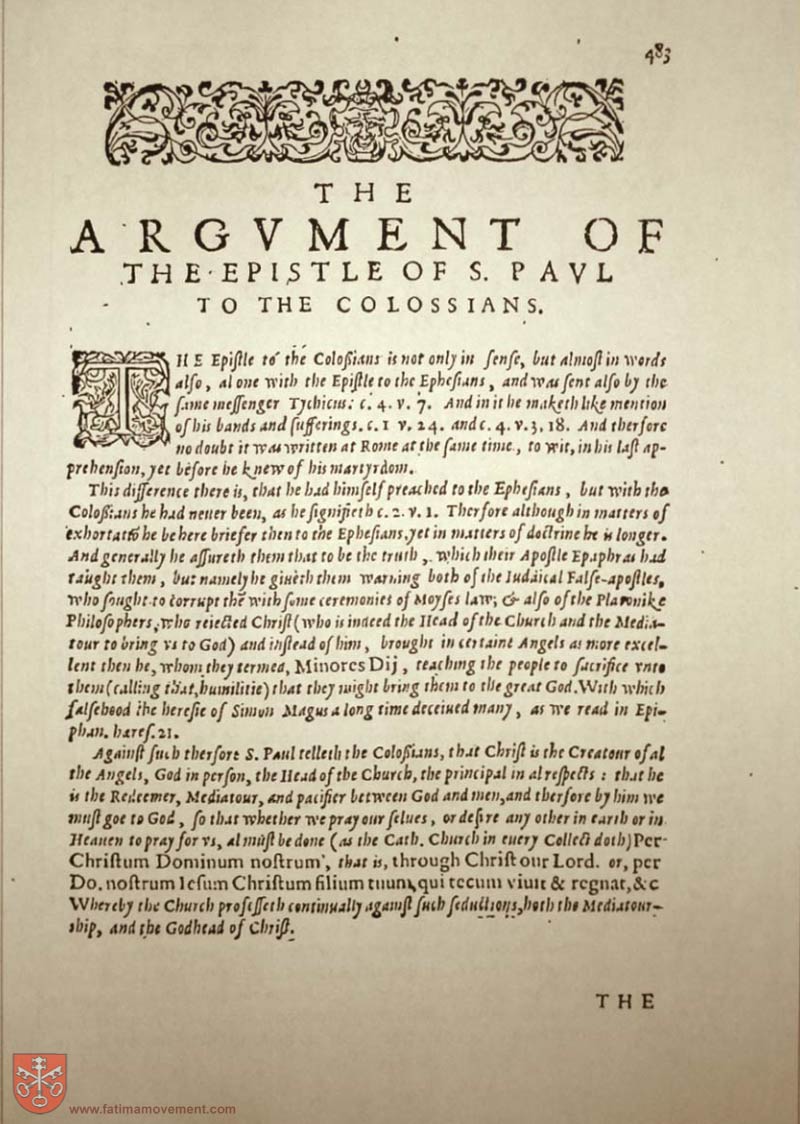 483
THE
ARGVMENT OF
THE EPISTLE OF S. PAVL
TO THE COLOSSIANS.
THE Epiſtle to the Coloßians is not only in ſenſe, but almoſt in words
alſo, al one with the Epiſtle to the Epheſians, and was ſent alſo by the
ſame meſſenger Tychicus: c. 4. v. 7. And in it he maketh like mention
of his bands and ſufferings. c. 1 v. 24. and c. 4. v. 3, 18. And therfore
no doubt it was written at Rome at the ſame time, to wit, in his laſt ap-
prehenſion, yet before he knew of his martyrdom.
This difference there is, that he had himſelf preached to the Epheſians, but with the
Coloßians he had neuer been, as he ſignifieth c. 2. v. 1. Therfore although in matters of
exhortatiō he be here briefer then to the Epheſians, yet in matters of doctrine he is longer.
And generally he aſſureth them that to be the truth, which their Apoſtle Epaphras had
taught them, but namely he giueth them warning both of the Iudaical Falſe-apoſtles,
who ſought to corrupt thē with ſome ceremonies of Moyſes law; & alſo of the Platonike
Philoſophers, who reiected Chriſt (who is indeed the Head of the Church and the Media-
tour to bring vs to God) and inſtead of him, brought in certaine Angels as more excel-
lent then he, whom they termed, Minores Dij, teaching the people to ſacrifice vnto
them (calling that, humilitie) that they might bring them to the great God. With which
falſehood the hereſie of Simon Magus a long time deceiued many, as we read in Epi-
phan. hæreſ. 21.
Againſt ſuch therfore S. Paul telleth the Coloßians, that Chriſt is the Creatour of al
the Angels, God in perſon, the Head of the Church, the principal in al reſpects: that he
is the Redeemer, Mediatour, and pacifier between God and men, and therfore by him we
muſt goe to God, ſo that whether we pray our ſelues, or deſire any other in earth or in
Heauen to pray for vs, al muſt be done (as the Cath. Church in euery Collect doth) Per
Chriſtum Dominum noſtrum, that is, through Chriſt our Lord. or, per
Do. noſtrum Ieſum Chriſtum filium tuum, qui tecum viuit & regnat, &c
Whereby the Church profeſſeth continually againſt ſuch ſeductions, both the Mediatour-
ship, and the Godhead of Chriſt.
THE
www.fatimamovement.com